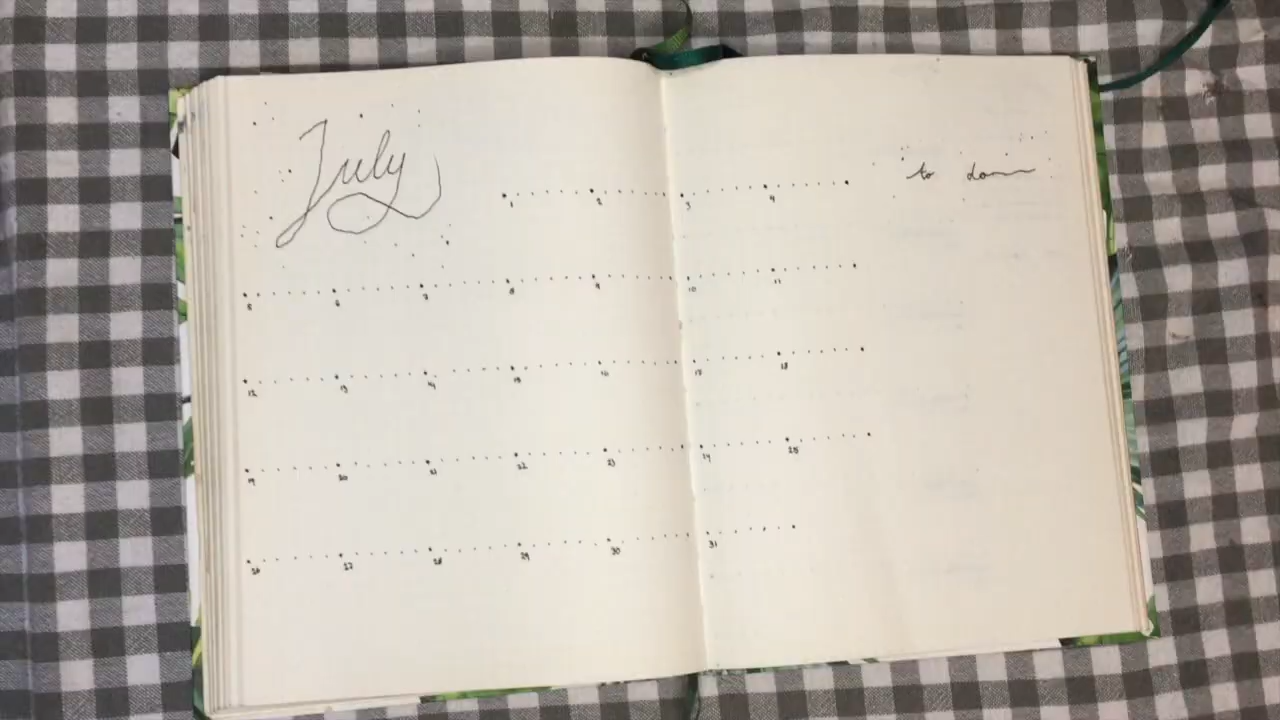 July
to do
1 2 3 4
5 6 7 8 9 10 11
12 13 14 15 16 17 18
19 20 21 22 23 24 25
26 27 28 29 30 31